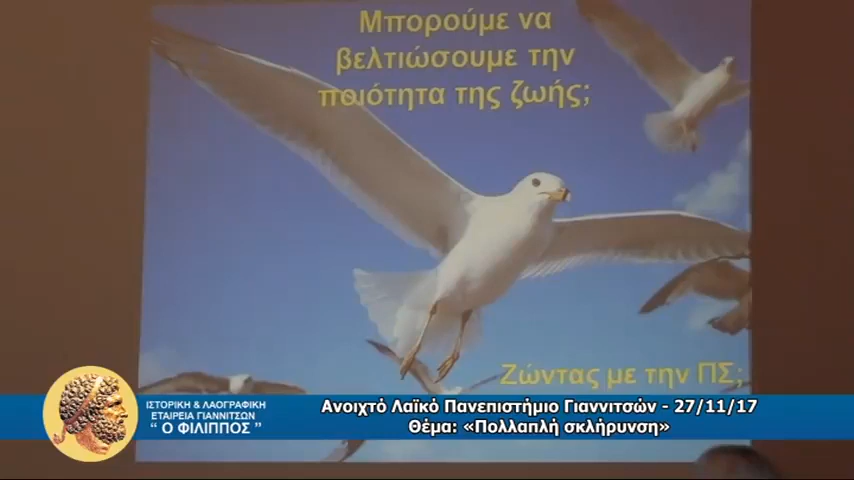 Μπορούμε να
βελτιώσουμε την
ποιότητα της ζωής;
Ζώντας με την ΠΣ;
ΙΣΤΟΡΙΚΗ & ΛΑΟΓΡΑΦΙΚΗ
ΕΤΑΙΡΕΙΑ ΓΙΑΝΝΙΤΣΩΝ
“ Ο ΦΙΛΙΠΠΟΣ ”
Ανοιχτό Λαϊκό Πανεπιστήμιο Γιαννιτσών - 27/11/17
Θέμα: «Πολλαπλή σκλήρυνση»